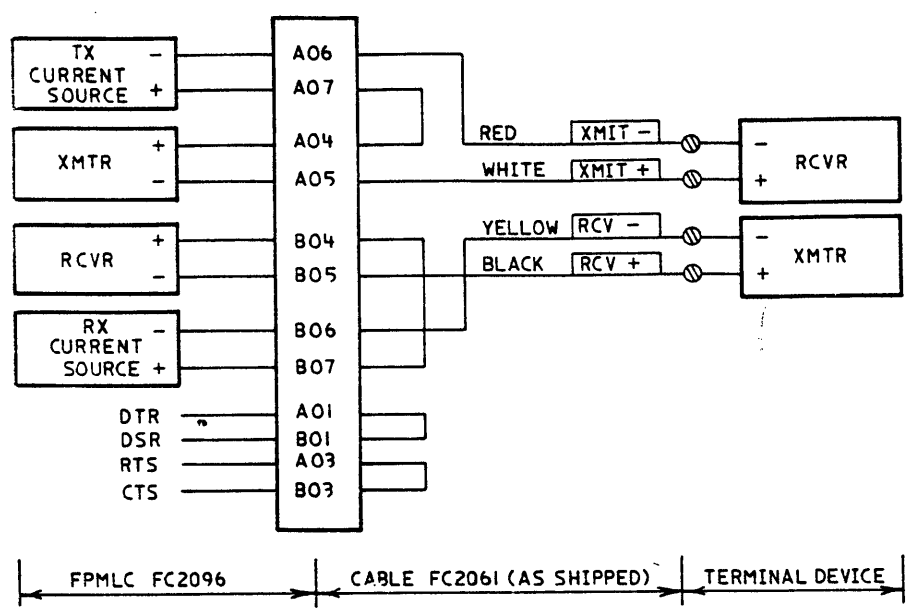 TX -
CURRENT
SOURCE +
XMTR + -
RCVR + -
RX -
CURRENT
SOURCE +
DTR
DSR
RTS
CTS
A06
A07
A04
A05
B04
B05
B06
B07
A01
B01
A03
B03
RED XMIT -
WHITE XMIT +
YELLOW RCV -
BLACK RCV +
- RCVR
+
- XMTR
+
FPMLC FC2096 CABLE FC2061 (AS SHIPPED) TERMINAL DEVICE